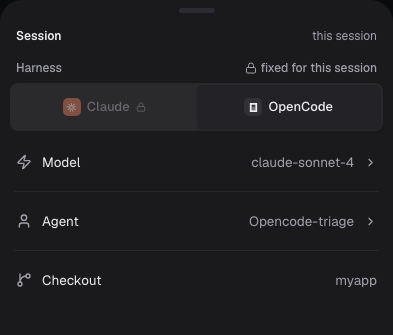 Session this session
Harness fixed for this session
Claude OpenCode
Model claude-sonnet-4
Agent Opencode-triage
Checkout myapp